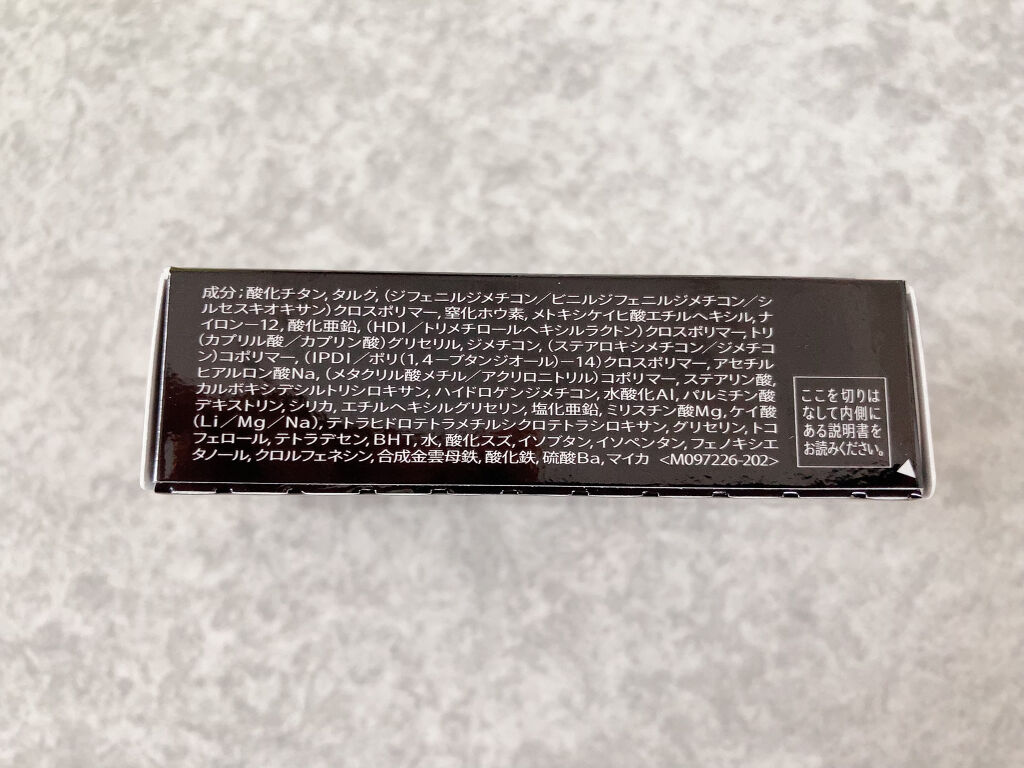 成分；酸化チタン, タルク, （ジフェニルジメチコン／ビニルジフェニルジメチコン／シ
ルセスキオキサン）クロスポリマー, 窒化ホウ素, メトキシケイヒ酸エチルヘキシル, ナ
イロン－12, 酸化亜鉛, （HDI／トリメチロールヘキシルラクトン）クロスポリマー, トリ
（カプリル酸／カプリン酸）グリセリル, ジメチコン, （ステアロキシメチコン／ジメチコ
ン）コポリマー, （IPDI／ポリ（1, 4－ブタンジオール）－14）クロスポリマー, アセチル
ヒアルロン酸Na, （メタクリル酸メチル／アクリロニトリル）コポリマー, ステアリン酸,
カルボキシデシルトリシロキサン, ハイドロゲンジメチコン, 水酸化Al, パルミチン酸
デキストリン, シリカ, エチルヘキシルグリセリン, 塩化亜鉛, ミリスチン酸Mg, ケイ酸
（Li／Mg／Na）, テトラヒドロテトラメチルシクロテトラシロキサン, グリセリン, トコ
フェロール, テトラデセン, BHT, 水, 酸化スズ, イソブタン, イソペンタン, フェノキシエ
タノール, クロルフェネシン, 合成金雲母鉄, 酸化鉄, 硫酸Ba, マイカ <M097226-202>
ここを切りは
なして内側に
ある説明書を
お読みください。